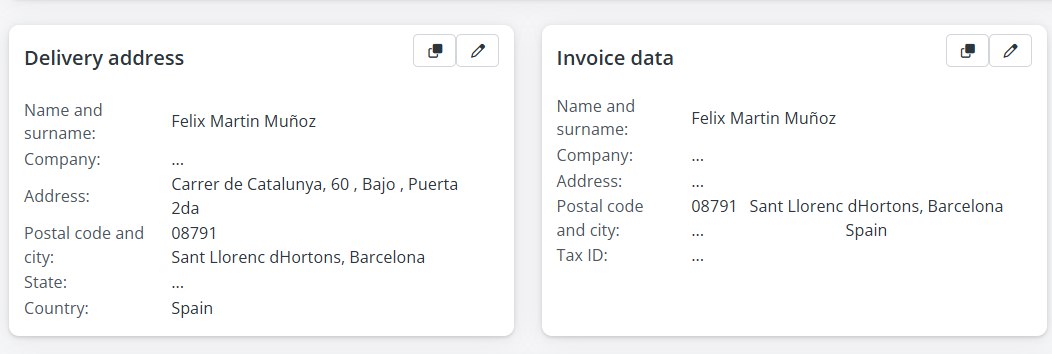 Delivery address
Name and
surname:
Felix Martin Muñoz
Company:
...
Address:
Carrer de Catalunya, 60 , Bajo , Puerta
2da
Postal code and
city:
08791
Sant Llorenc dHortons, Barcelona
State:
...
Country:
Spain
Invoice data
Name and
surname:
Felix Martin Muñoz
Company:
...
Address:
...
Postal code
and city:
08791 Sant Llorenc dHortons, Barcelona
... Spain
Tax ID:
...